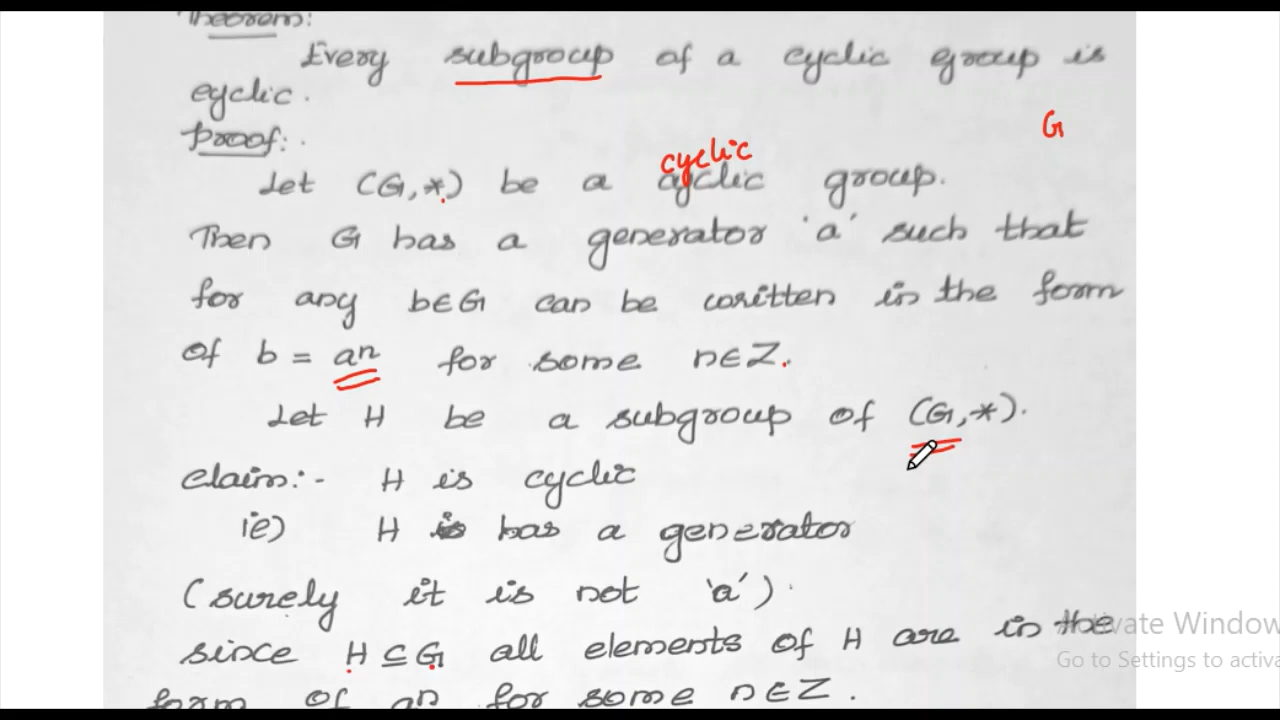 Theorem:
Every subgroup of a cyclic group is
cyclic.
G
Proof:.
cyclic
Let (G,*) be a cyclic group.
Then G has a generator 'a' such that
for any b∈G can be written in the form
of b = an for some n∈Z.
Let H be a subgroup of (G,*).
Claim:- H is cyclic
ie) H is has a generator
(surely it is not 'a').
since H ⊆ G all elements of H are in the
form of an for some n∈Z.
Activate Window
Go to Settings to activa